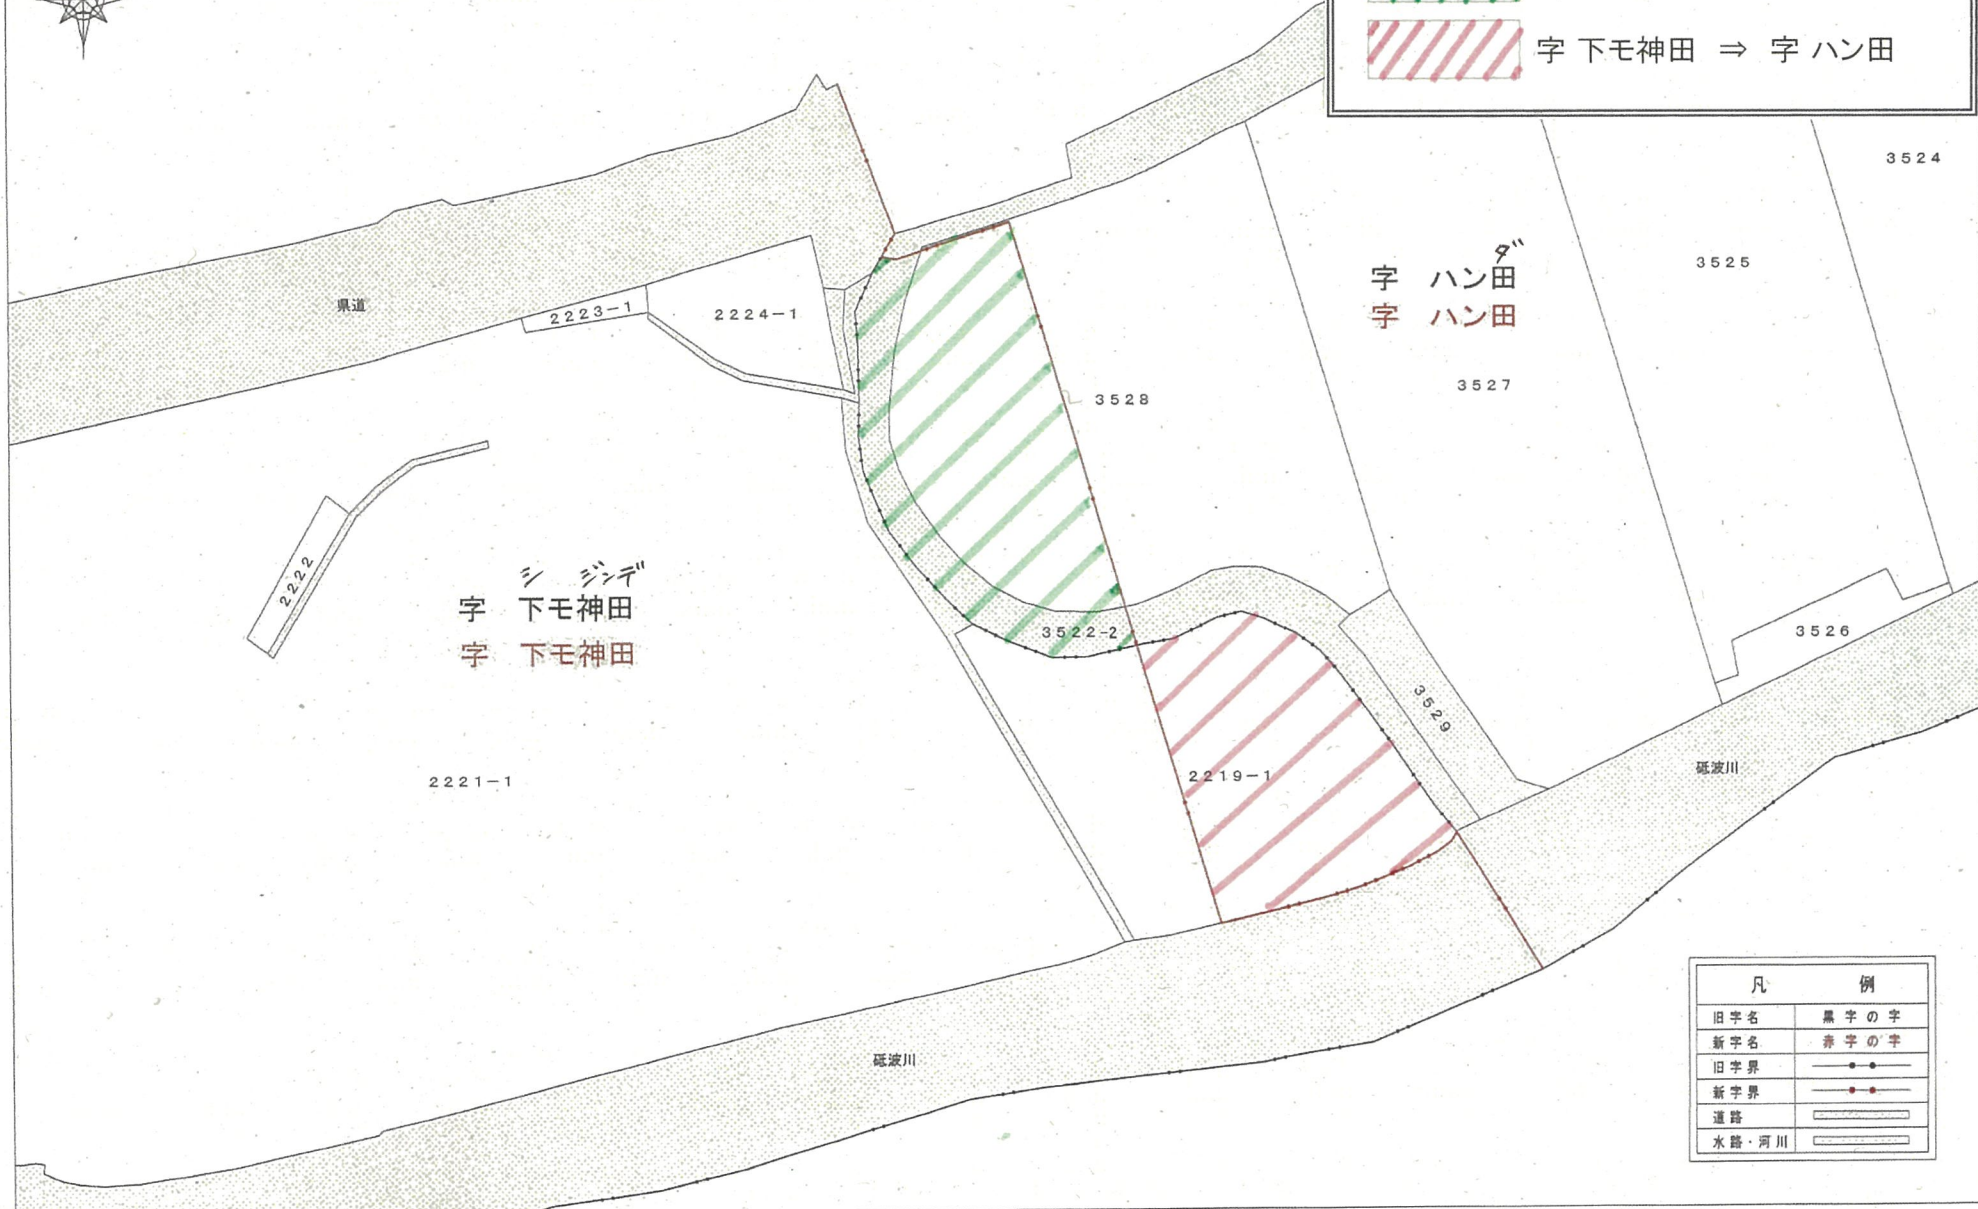 字 下モ神田 ⇒ 字 ハン田
3524
ダ
字 ハン田
字 ハン田
3525
県道
2223-1
2224-1
3527
3528
2222
シ ジンデ
字 下モ神田
字 下モ神田
3522-2
3526
3529
砥波川
2221-1
2219-1
砥波川
凡例
旧字名 黒字の字
新字名 赤字の字
旧字界
新字界
道路
水路・河川